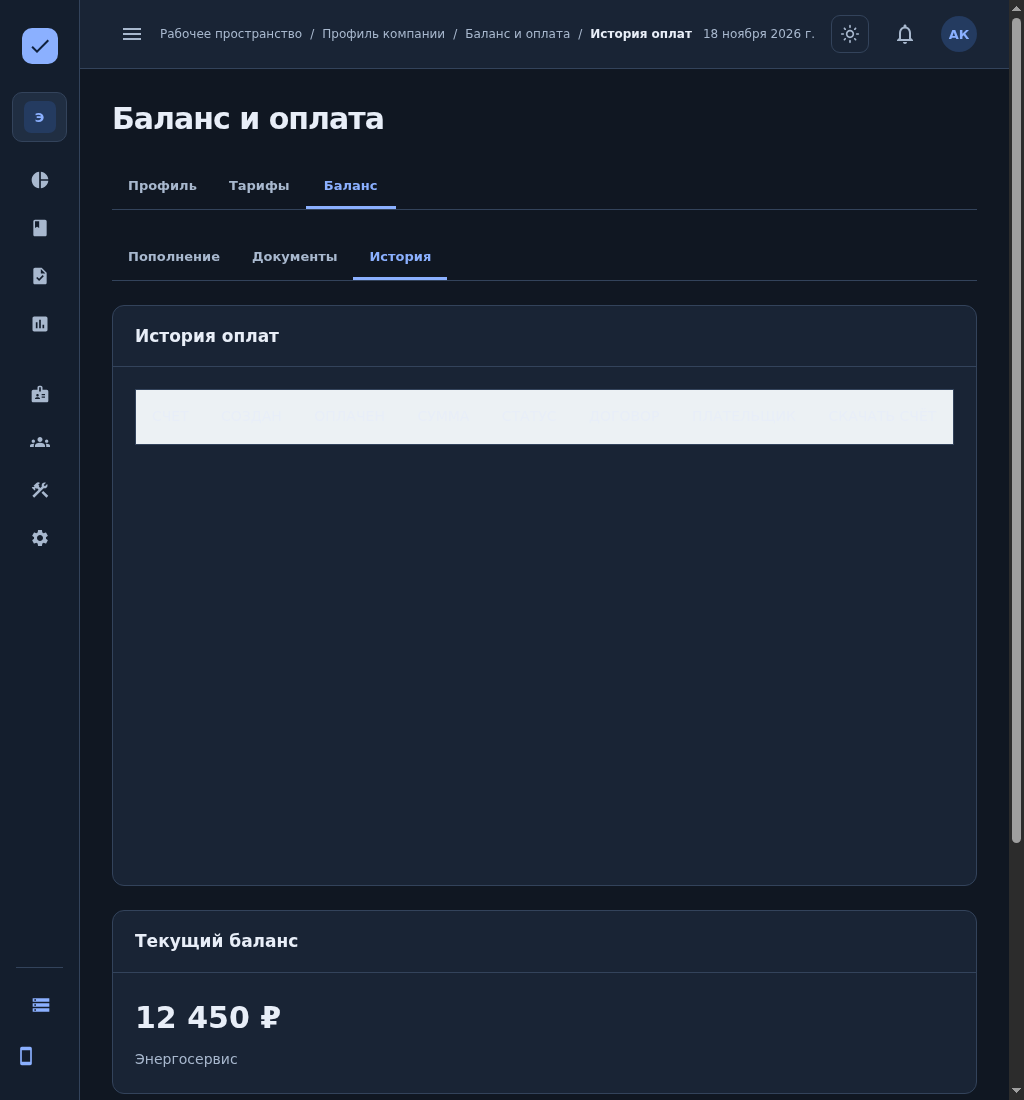 Рабочее пространство / Профиль компании / Баланс и оплата / История оплат 18 ноября 2026 г. АК
Э
Баланс и оплата
Профиль Тарифы Баланс
Пополнение Документы История
История оплат
Текущий баланс
12 450 ₽
Энергосервис